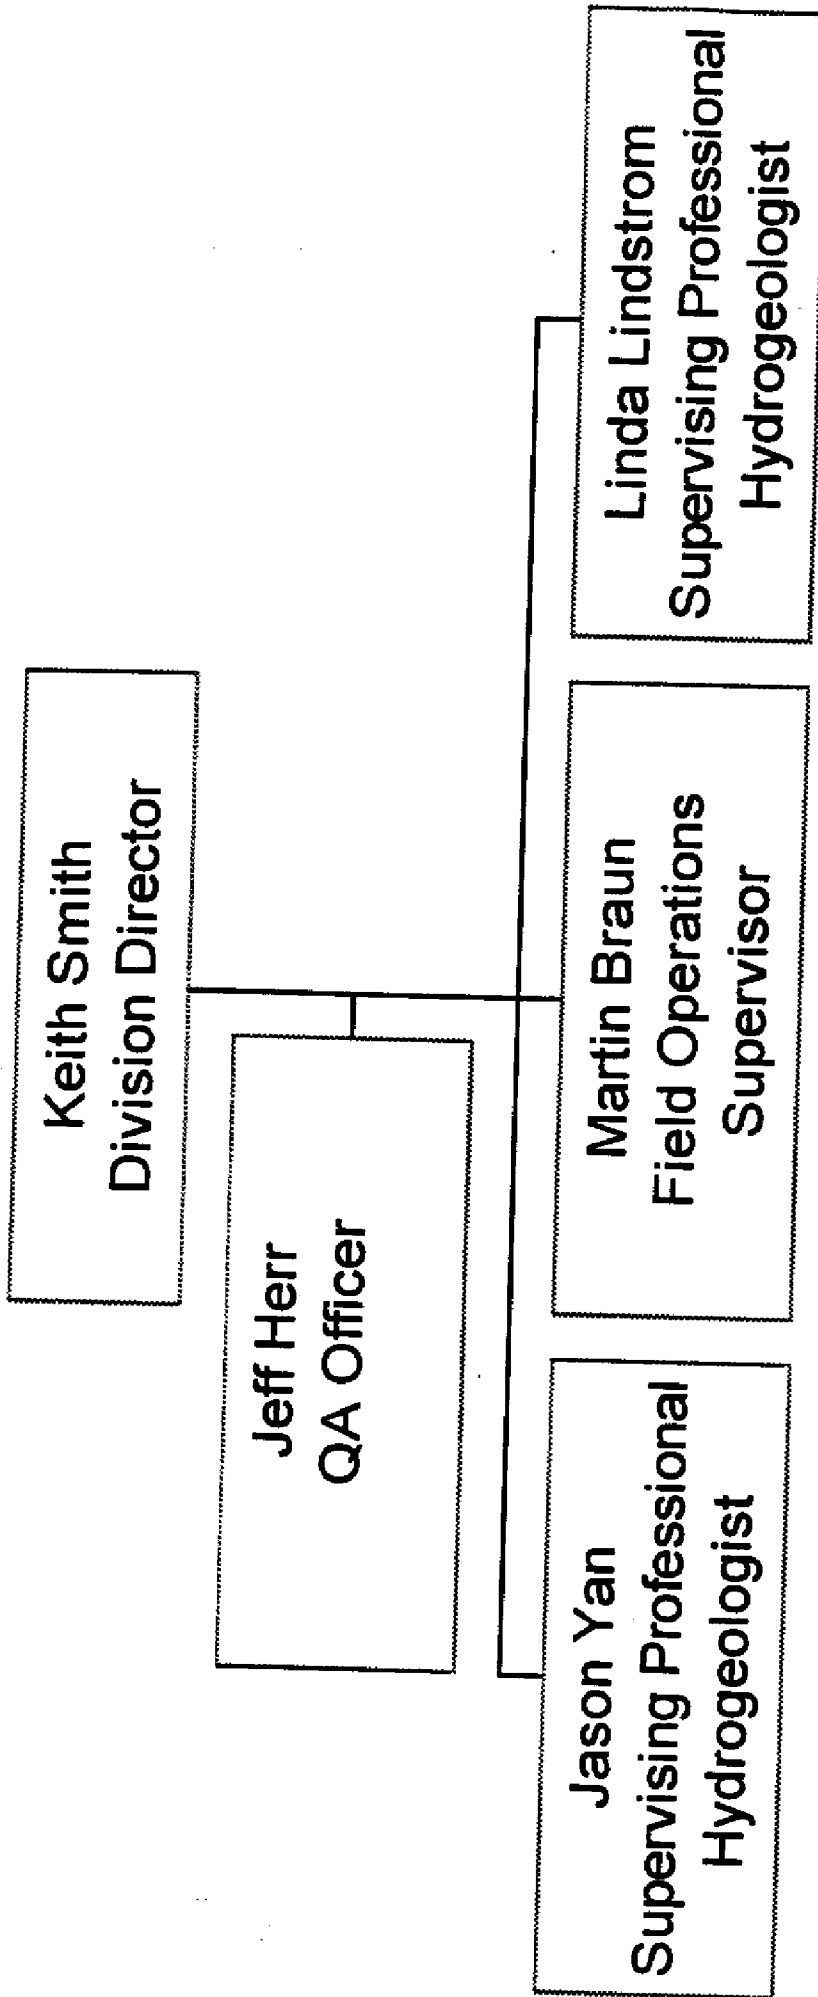 Keith Smith
Division Director
Jeff Herr
QA Officer
Jason Yan
Supervising Professional
Hydrogeologist
Martin Braun
Field Operations
Supervisor
Linda Lindstrom
Supervising Professional
Hydrogeologist